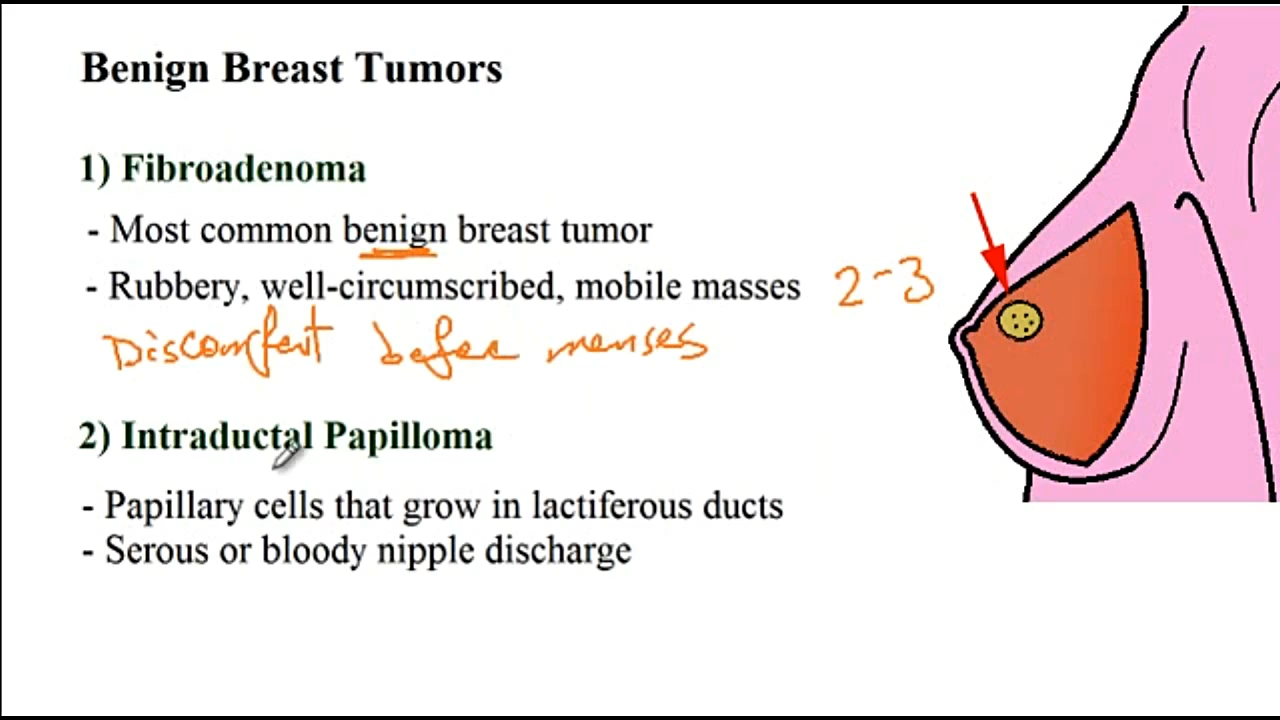 Benign Breast Tumors
1) Fibroadenoma
- Most common benign breast tumor
- Rubbery, well-circumscribed, mobile masses 2-3
Discomfort before menses
2) Intraductal Papilloma
- Papillary cells that grow in lactiferous ducts
- Serous or bloody nipple discharge